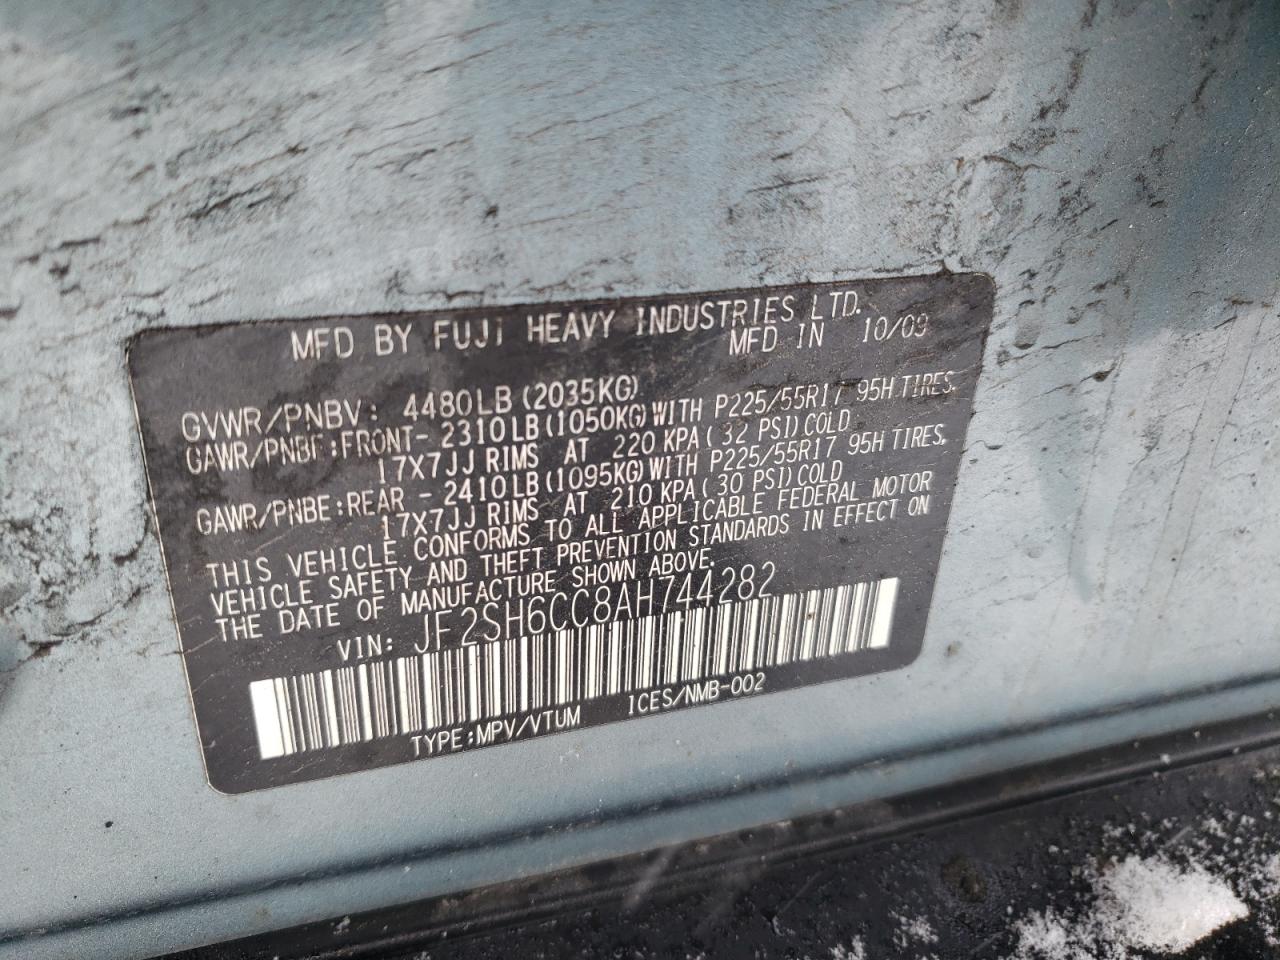 MFD BY FUJI HEAVY INDUSTRIES LTD.
MFD IN 10/09
GVWR/PNBV: 4480LB (2035KG)
GAWR/PNBE:FRONT- 2310LB(1050KG)WITH P225/55R17 95H TIRES.
17X7JJ RIMS AT 220 KPA(32 PSI)COLD
GAWR/PNBE:REAR - 2410LB(1095KG)WITH P225/55R17 95H TIRES.
17X7JJ RIMS AT 210 KPA(30 PSI)COLD
THIS VEHICLE CONFORMS TO ALL APPLICABLE FEDERAL MOTOR
VEHICLE SAFETY AND THEFT PREVENTION STANDARDS IN EFFECT ON
THE DATE OF MANUFACTURE SHOWN ABOVE.
VIN: JF2SH6CC8AH744282
TYPE:MPV/VTUM ICES/NMB-002